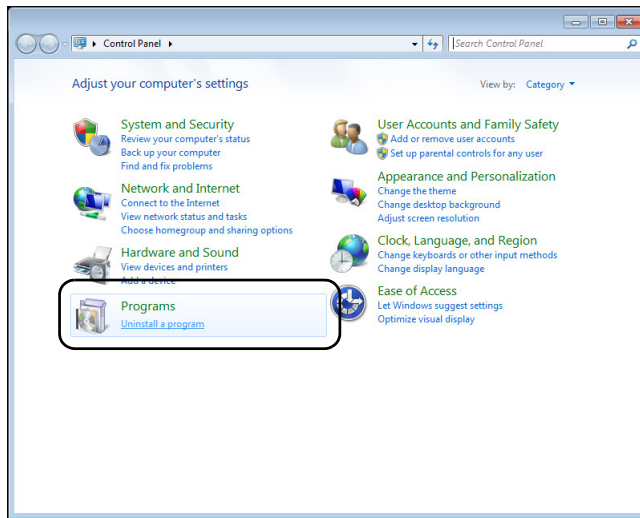 Control Panel
Search Control Panel
Adjust your computer's settings
View by: Category
System and Security
Review your computer's status
Back up your computer
Find and fix problems
Network and Internet
Connect to the Internet
View network status and tasks
Choose homegroup and sharing options
Hardware and Sound
View devices and printers
Add a device
Programs
Uninstall a program
User Accounts and Family Safety
Add or remove user accounts
Set up parental controls for any user
Appearance and Personalization
Change the theme
Change desktop background
Adjust screen resolution
Clock, Language, and Region
Change keyboards or other input methods
Change display language
Ease of Access
Let Windows suggest settings
Optimize visual display